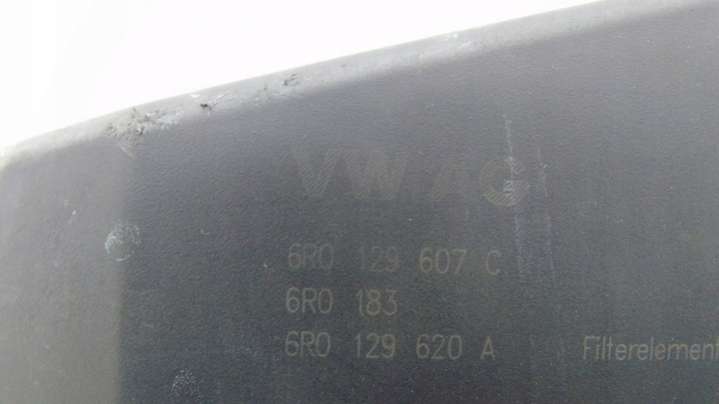 VW AG
6R0 129 607 C
6R0 183
6R0 129 620 A
Filterelement